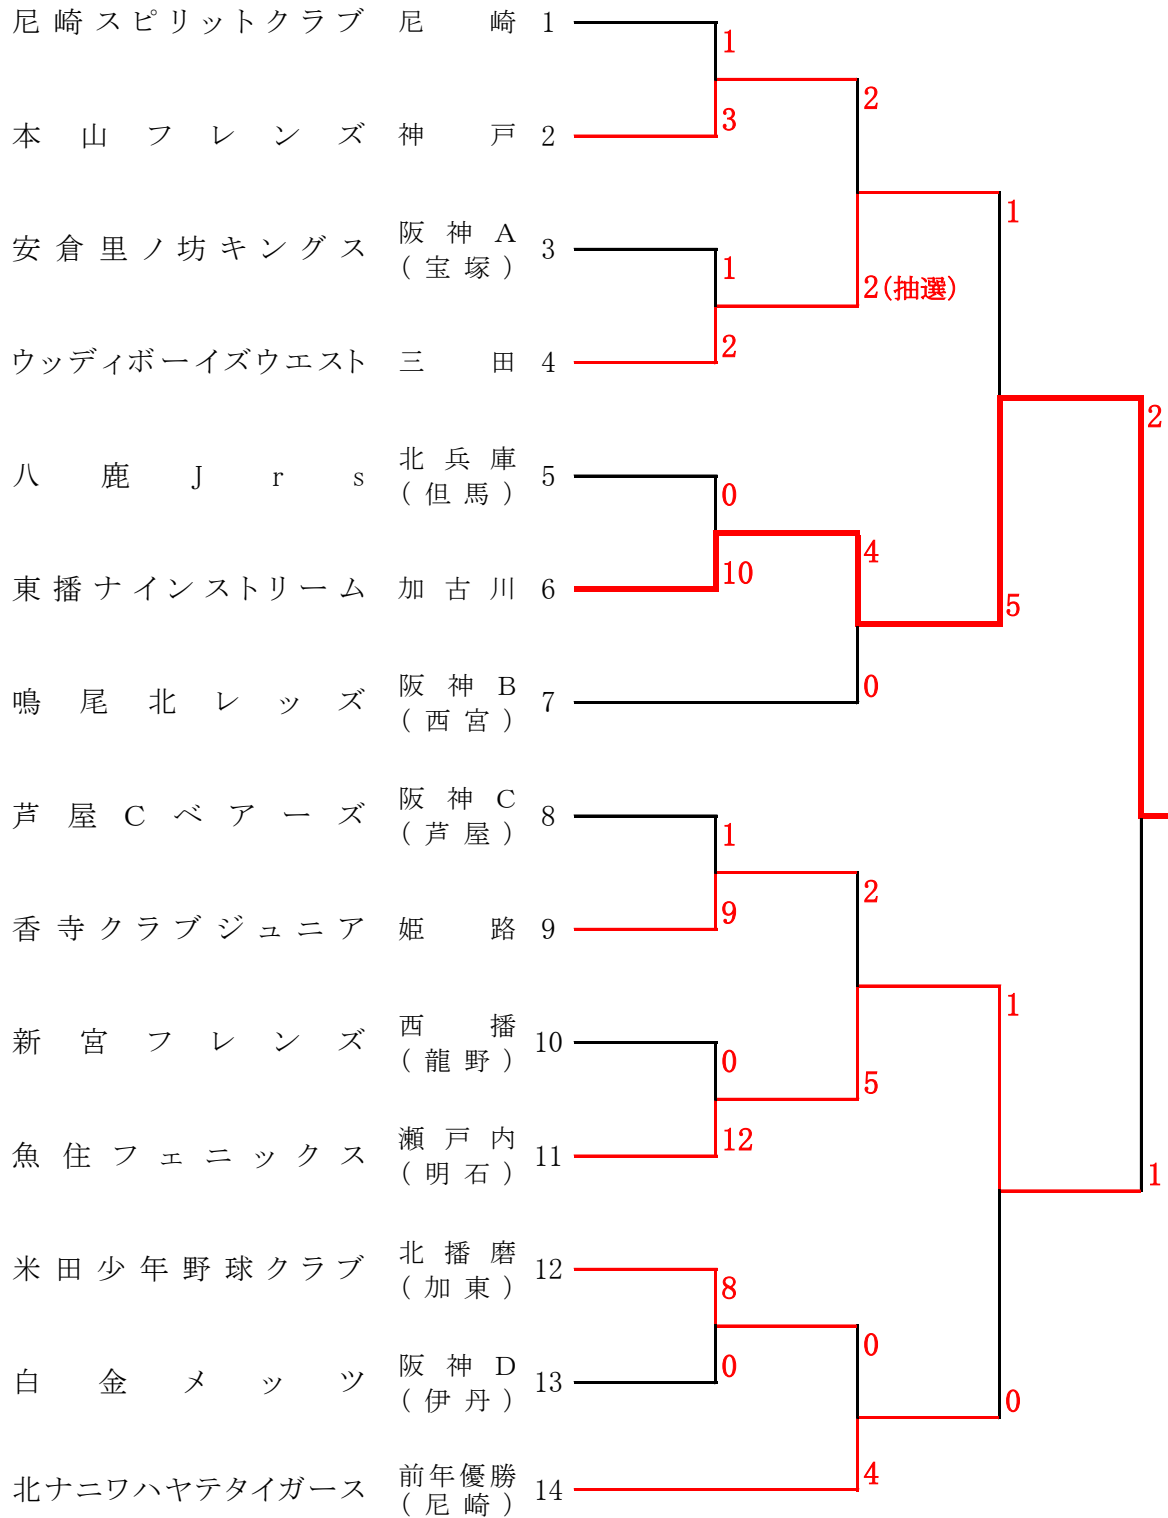 尼崎スピリットクラブ 尼崎 1
1
2
本山フレンズ 神戸 2
3
1
安倉里ノ坊キングス 阪神A
(宝塚) 3
1
2(抽選)
ウッディボーイズウエスト 三田 4
2
2
八鹿Jrs 北兵庫
(但馬) 5
0
4
東播ナインストリーム 加古川 6
10
5
鳴尾北レッズ 阪神B
(西宮) 7
0
芦屋Cベアーズ 阪神C
(芦屋) 8
1
2
香寺クラブジュニア 姫路 9
9
1
新宮フレンズ 西播
(龍野) 10
0
5
魚住フェニックス 瀬戸内
(明石) 11
12
1
米田少年野球クラブ 北播磨
(加東) 12
8
0
白金メッツ 阪神D
(伊丹) 13
0
0
北ナニワハヤテタイガース 前年優勝
(尼崎) 14
4